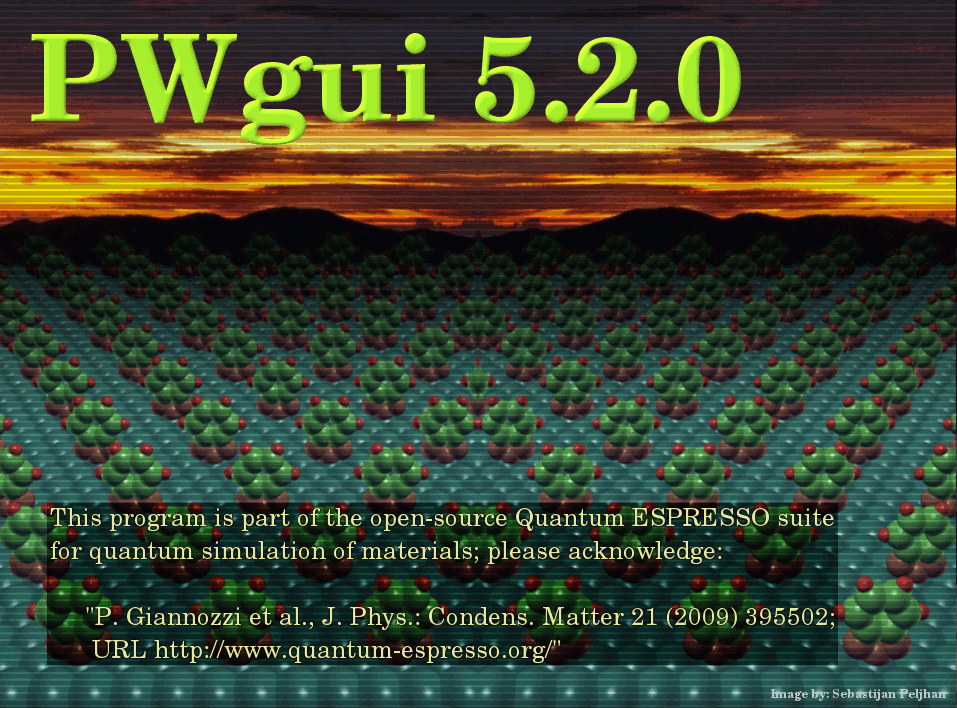 PWgui 5.2.0
This program is part of the open-source Quantum ESPRESSO suite
for quantum simulation of materials; please acknowledge:
"P. Giannozzi et al., J. Phys.: Condens. Matter 21 (2009) 395502;
URL http://www.quantum-espresso.org/"
Image by: Sebastijan Peljhan